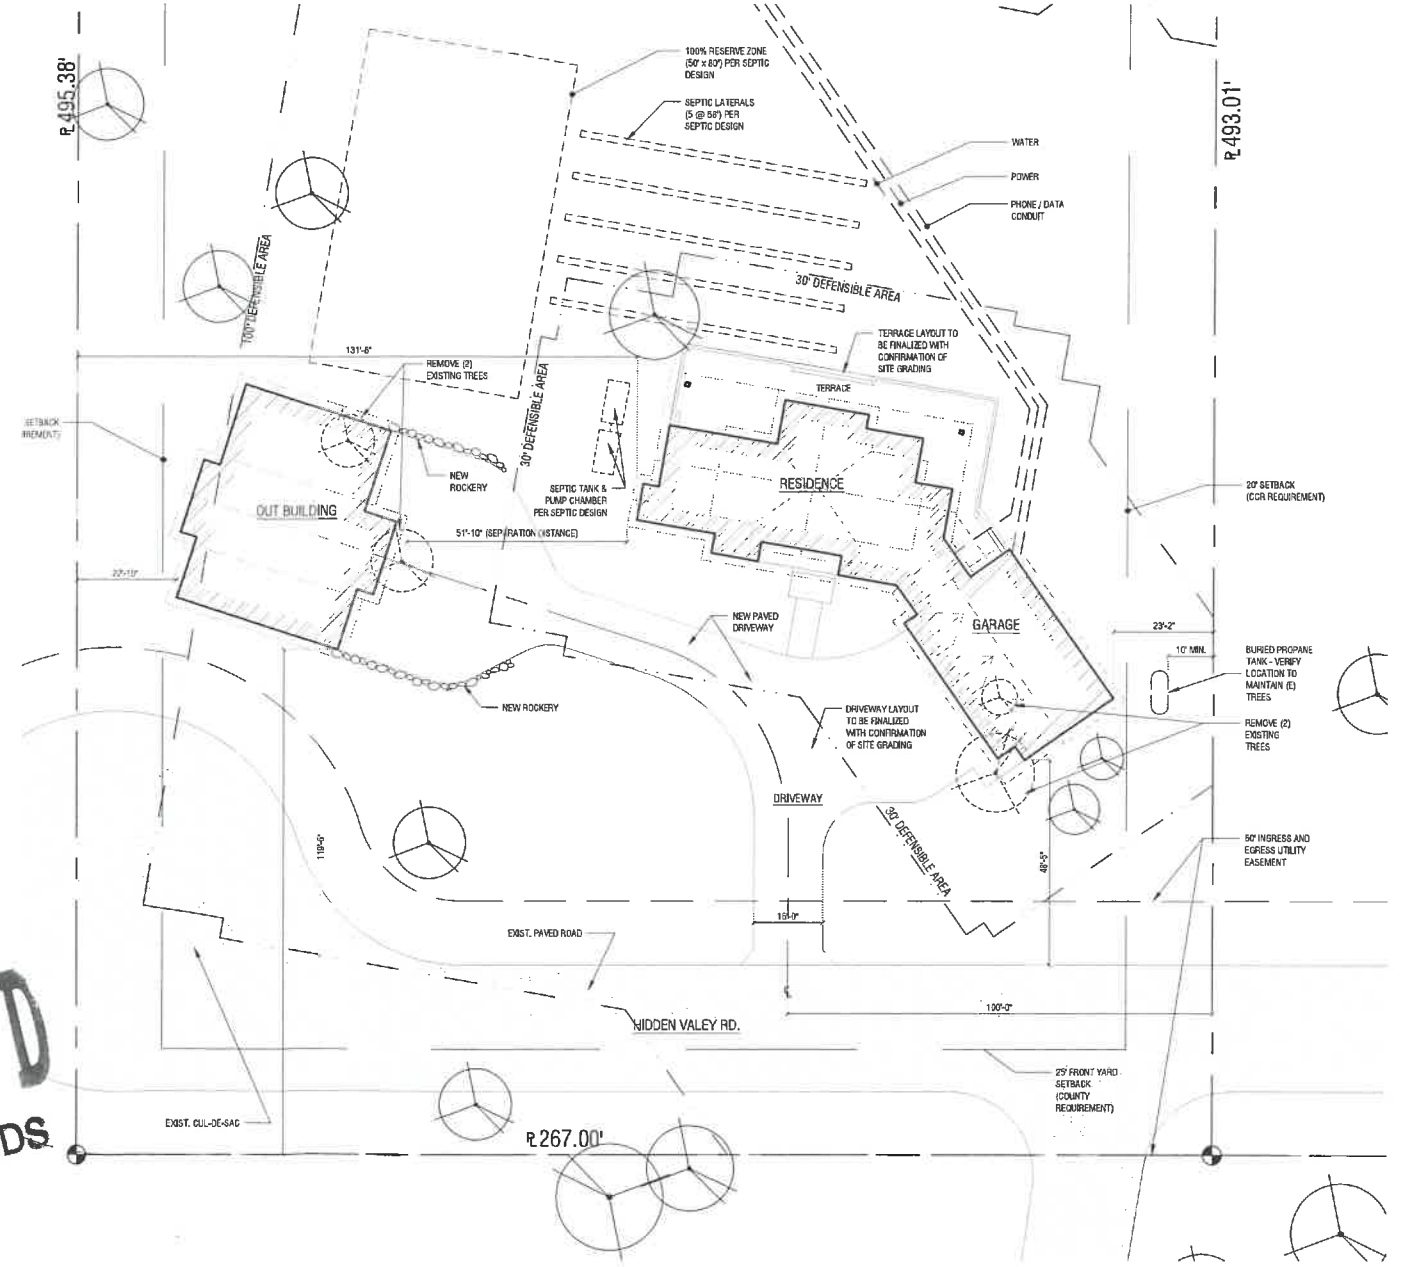 ℄ 495.38'
100% RESERVE ZONE
(50' x 80') PER SEPTIC
DESIGN
SEPTIC LATERALS
(5 @ 58') PER
SEPTIC DESIGN
WATER
POWER
PHONE / DATA
CONDUIT
℄ 493.01'
100' DEFENSIBLE AREA
30' DEFENSIBLE AREA
131'-6"
REMOVE (2)
EXISTING TREES
30' DEFENSIBLE AREA
TERRACE LAYOUT TO
BE FINALIZED WITH
CONFIRMATION OF
SITE GRADING
TERRACE
SETBACK
NEW
ROCKERY
SEPTIC TANK &
PUMP CHAMBER
PER SEPTIC DESIGN
RESIDENCE
20' SETBACK
(CCR REQUIREMENT)
OUT BUILDING
51'-10" (SEPARATION DISTANCE)
22'-10"
NEW PAVED
DRIVEWAY
GARAGE
23'-2"
10' MIN.
BURIED PROPANE
TANK - VERIFY
LOCATION TO
MAINTAIN (E)
TREES
NEW ROCKERY
DRIVEWAY LAYOUT
TO BE FINALIZED
WITH CONFIRMATION
OF SITE GRADING
REMOVE (2)
EXISTING
TREES
DRIVEWAY
30' DEFENSIBLE AREA
119'-6"
48'-5"
50' INGRESS AND
EGRESS UTILITY
EASEMENT
16'-0"
EXIST. PAVED ROAD
100'-0"
HIDDEN VALEY RD.
25' FRONT YARD
SETBACK
(COUNTY
REQUIREMENT)
EXIST. CUL-DE-SAC
D
DS
℄ 267.00'